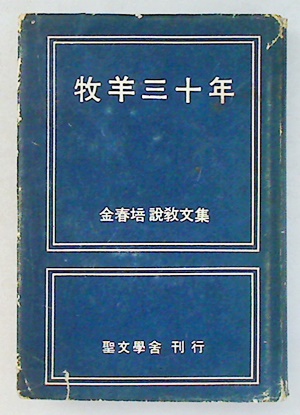 牧羊三十年
金春培 說敎文集
聖文學舍 刊行